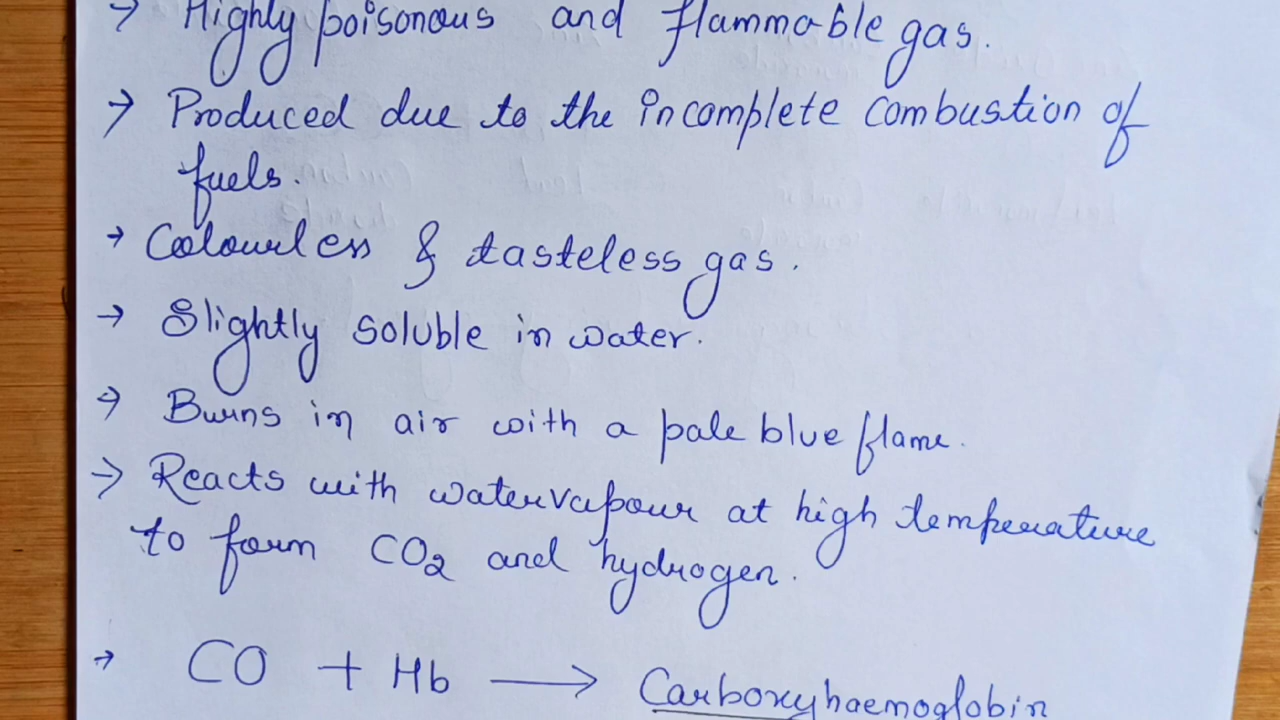 → Highly poisonous and flammable gas.
→ Produced due to the incomplete combustion of
fuels.
→ Colourless & tasteless gas.
→ Slightly soluble in water.
→ Burns in air with a pale blue flame.
→ Reacts with watervapour at high temperature
to form CO₂ and hydrogen.
→ CO + Hb ⟶ Carboxyhaemoglobin